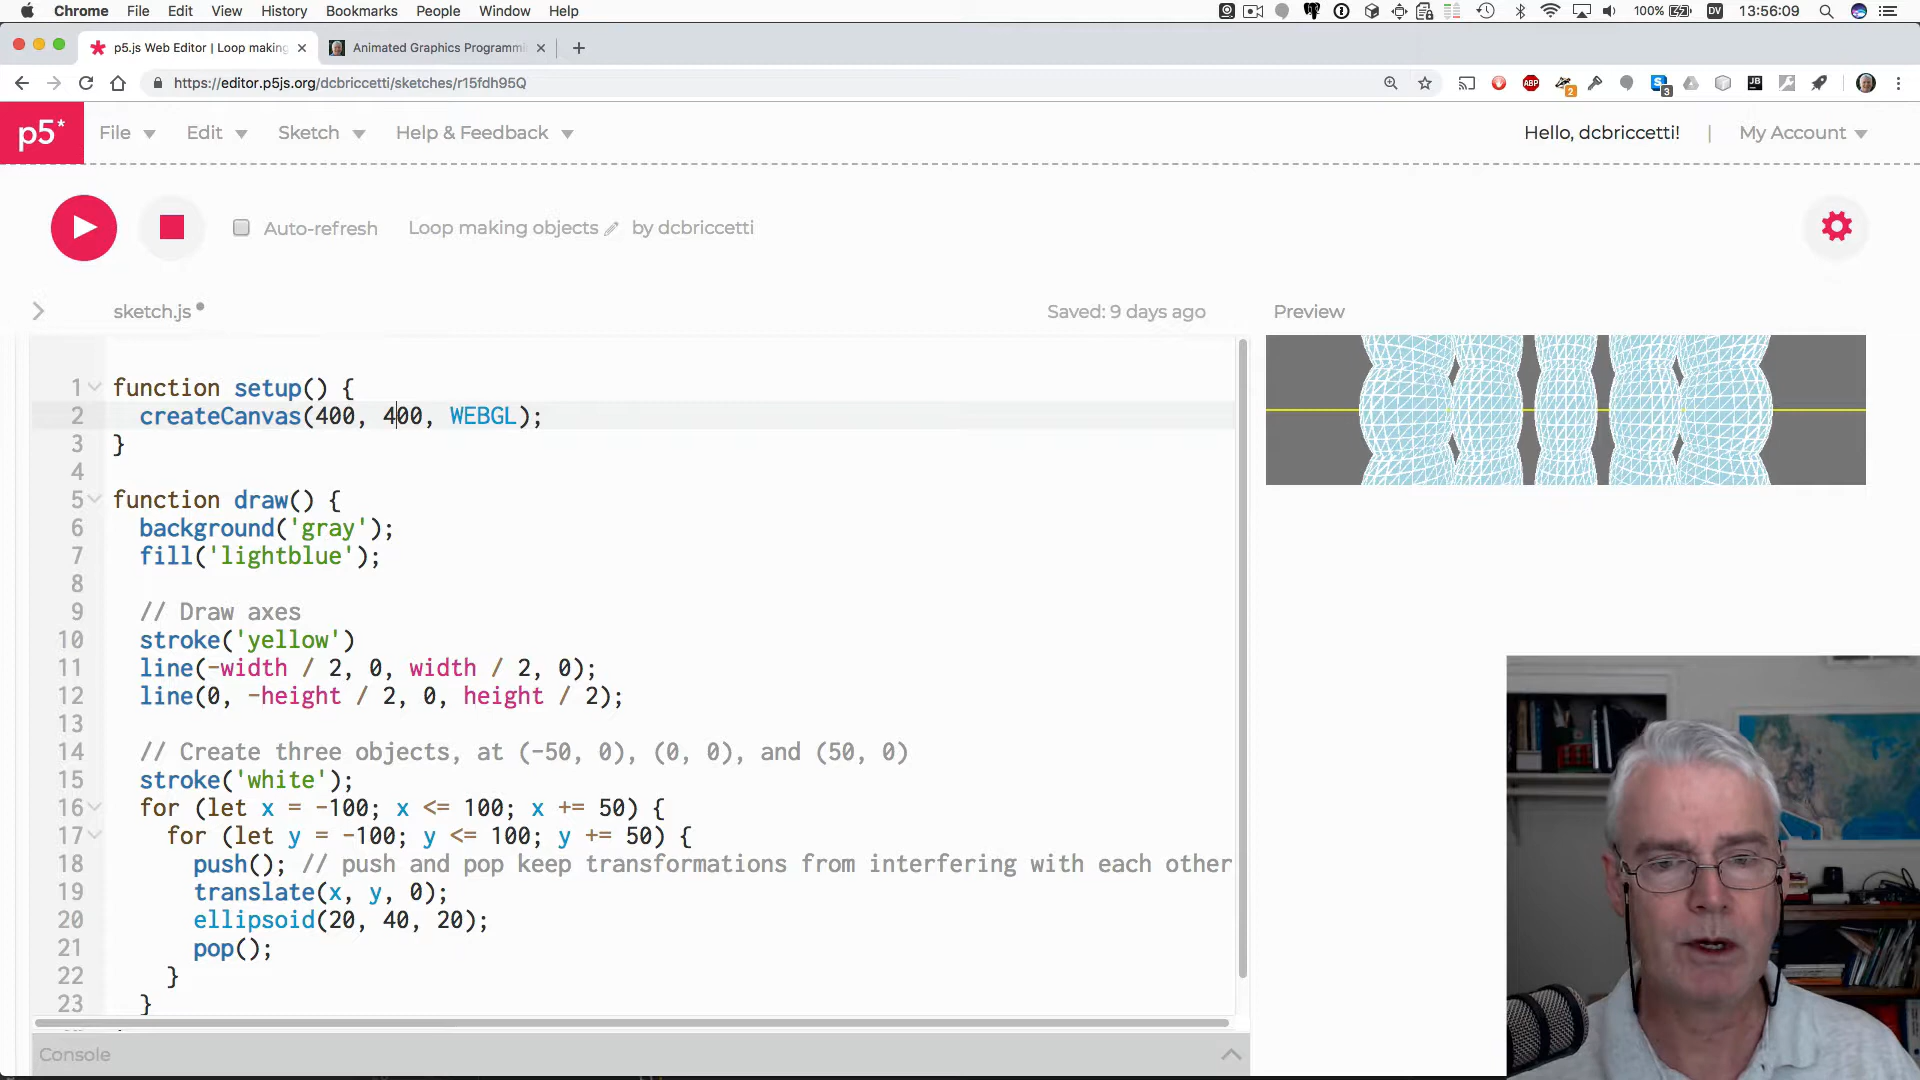 Chrome File Edit View History Bookmarks People Window Help 100% DV 13:56:09
p5.js Web Editor | Loop making Animated Graphics Programmi
https://editor.p5js.org/dcbriccetti/sketches/r15fdh95Q ABP 2 3 JB
p5* File Edit Sketch Help & Feedback Hello, dcbriccetti! | My Account
Auto-refresh Loop making objects by dcbriccetti
sketch.js Saved: 9 days ago Preview
1 function setup() {
2 createCanvas(400, 400, WEBGL);
3 }
4
5 function draw() {
6 background('gray');
7 fill('lightblue');
8
9 // Draw axes
10 stroke('yellow')
11 line(-width / 2, 0, width / 2, 0);
12 line(0, -height / 2, 0, height / 2);
13
14 // Create three objects, at (-50, 0), (0, 0), and (50, 0)
15 stroke('white');
16 for (let x = -100; x <= 100; x += 50) {
17 for (let y = -100; y <= 100; y += 50) {
18 push(); // push and pop keep transformations from interfering with each other
19 translate(x, y, 0);
20 ellipsoid(20, 40, 20);
21 pop();
22 }
23 }
Console